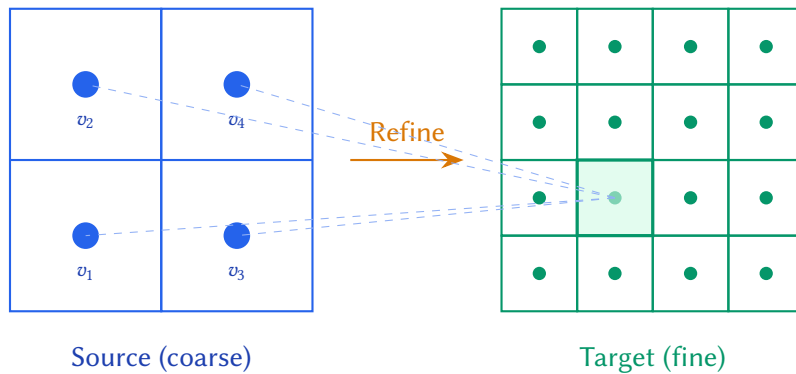 v2
v4
Refine
v1
v3
Source (coarse)
Target (fine)